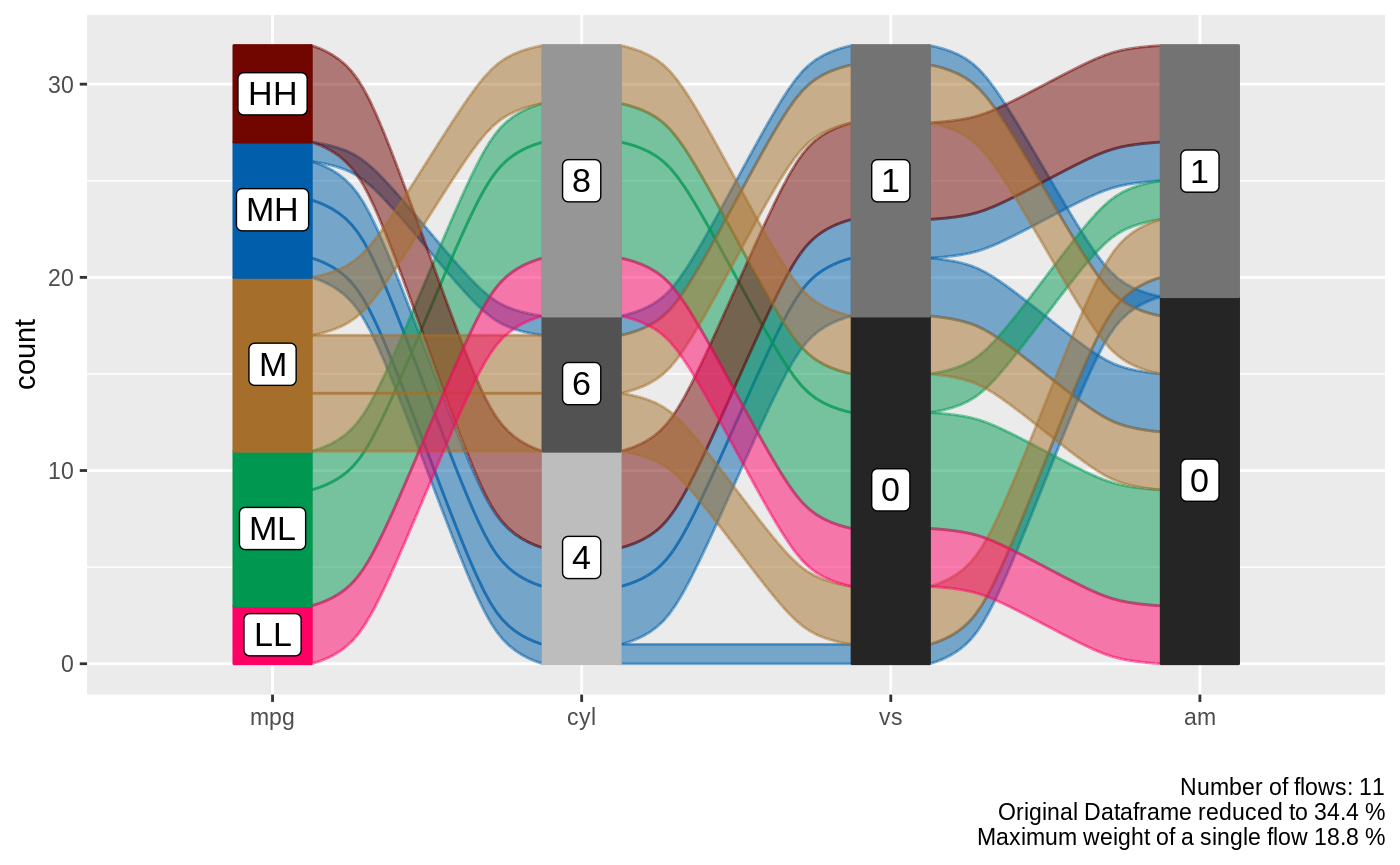 30
20
10
0
count
HH
MH
M
ML
LL
8
6
4
1
0
1
0
mpg
cyl
vs
am
Number of flows: 11
Original Dataframe reduced to 34.4 %
Maximum weight of a single flow 18.8 %